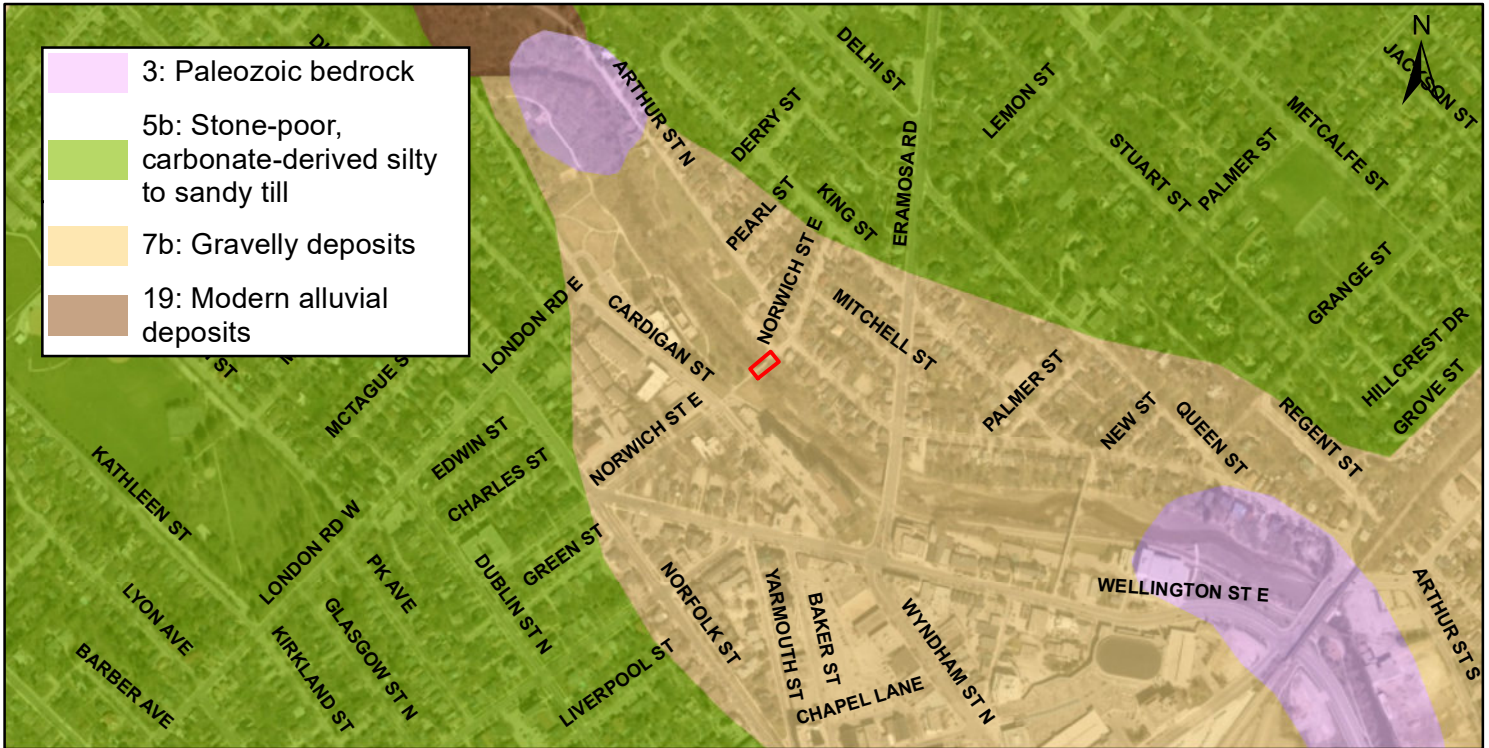 3: Paleozoic bedrock
5b: Stone-poor,
carbonate-derived silty
to sandy till
7b: Gravelly deposits
19: Modern alluvial
deposits
N
JACKSON ST
DELHI ST
ARTHUR ST N
LEMON ST
METCALFE ST
DERRY ST
STUART ST
PALMER ST
ERAMOSA RD
PEARL ST
KING ST
NORWICH ST E
GRANGE ST
LONDON RD E
CARDIGAN ST
MITCHELL ST
HILLCREST DR
GROVE ST
MCTAGUE S
ST
PALMER ST
NEW ST
QUEEN ST
REGENT ST
NORWICH ST E
EDWIN ST
CHARLES ST
KATHLEEN ST
LONDON RD W
GREEN ST
DUBLIN ST N
PK AVE
WELLINGTON ST E
NORFOLK ST
YARMOUTH ST
BAKER ST
WYNDHAM ST N
ARTHUR ST S
LYON AVE
GLASGOW ST N
KIRKLAND ST
BARBER AVE
LIVERPOOL ST
CHAPEL LANE